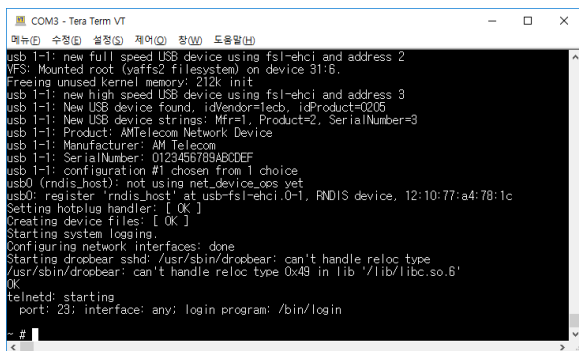 COM3 - Tera Term VT
메뉴(F) 수정(E) 설정(S) 제어(O) 창(W) 도움말(H)
usb 1-1: new full speed USB device using fsl-ehci and address 2
VFS: Mounted root (yaffs2 filesystem) on device 31:6.
Freeing unused kernel memory: 212k init
usb 1-1: new high speed USB device using fsl-ehci and address 3
usb 1-1: New USB device found, idVendor=1ecb, idProduct=0205
usb 1-1: New USB device strings: Mfr=1, Product=2, SerialNumber=3
usb 1-1: Product: AMTelecom Network Device
usb 1-1: Manufacturer: AM Telecom
usb 1-1: SerialNumber: 0123456789ABCDEF
usb 1-1: configuration #1 chosen from 1 choice
usb0 (rndis_host): not using net_device_ops yet
usb0: register 'rndis_host' at usb-fsl-ehci.0-1, RNDIS device, 12:10:77:a4:78:1c
Setting hotplug handler: [ OK ]
Creating device files: [ OK ]
Starting system logging.
Configuring network interfaces: done
Starting dropbear sshd: /usr/sbin/dropbear: can't handle reloc type
/usr/sbin/dropbear: can't handle reloc type 0x49 in lib '/lib/libc.so.6'
OK
telnetd: starting
port: 23; interface: any; login program: /bin/login
~ #